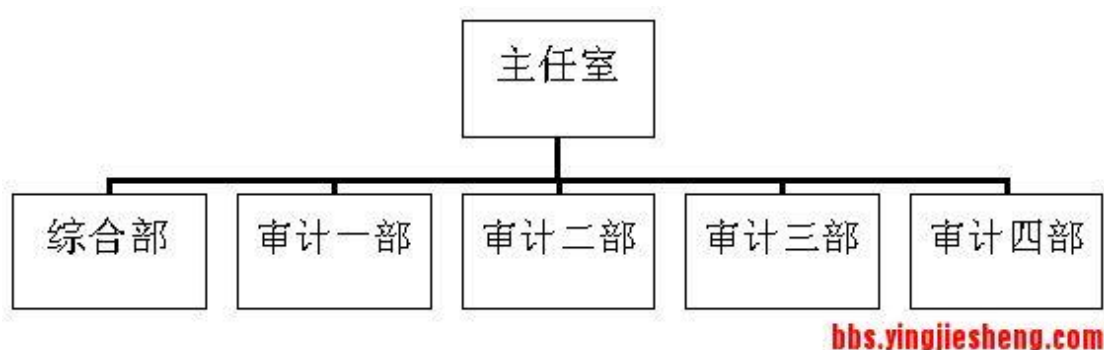 主任室
综合部
审计一部
审计二部
审计三部
审计四部
bbs.yingjiesheng.com